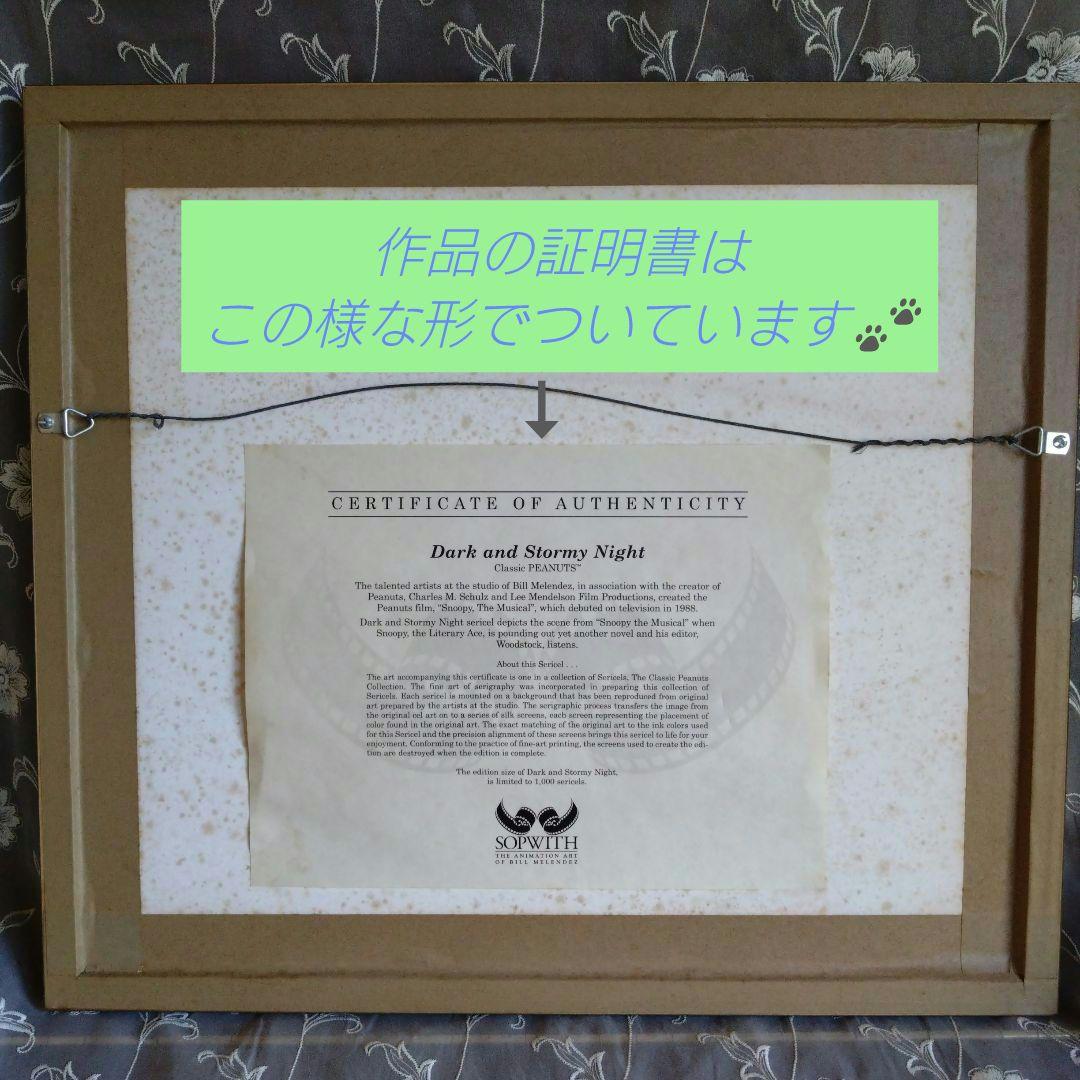 作品の証明書は
この様な形でついています🐾
CERTIFICATE OF AUTHENTICITY
Dark and Stormy Night
Classic PEANUTS™
The talented artists at the studio of Bill Melendez, in association with the creator of
Peanuts, Charles M. Schulz and Lee Mendelson Film Productions, created the
Peanuts film, "Snoopy, The Musical", which debuted on television in 1988.
Dark and Stormy Night sericel depicts the scene from "Snoopy the Musical" when
Snoopy, the Literary Ace, is pounding out yet another novel and his editor,
Woodstock, listens.
About this Sericel . . .
The art accompanying this certificate is one in a collection of Sericels, The Classic Peanuts
Collection. The fine art of serigraphy was incorporated in preparing this collection of
Sericels. Each sericel is mounted on a background that has been reproduced from original
art prepared by the artists at the studio. The serigraphic process transfers the image from
the original cel art on to a series of silk screens, each screen representing the placement of
color found in the original art. The exact matching of the original art to the ink colors used
for this Sericel and the precision alignment of these screens brings this sericel to life for your
enjoyment. Conforming to the practice of fine-art printing, the screens used to create the edi-
tion are destroyed when the edition is complete.
The edition size of Dark and Stormy Night,
is limited to 1,000 sericels.
SOPWITH
THE ANIMATION ART
OF BILL MELENDEZ